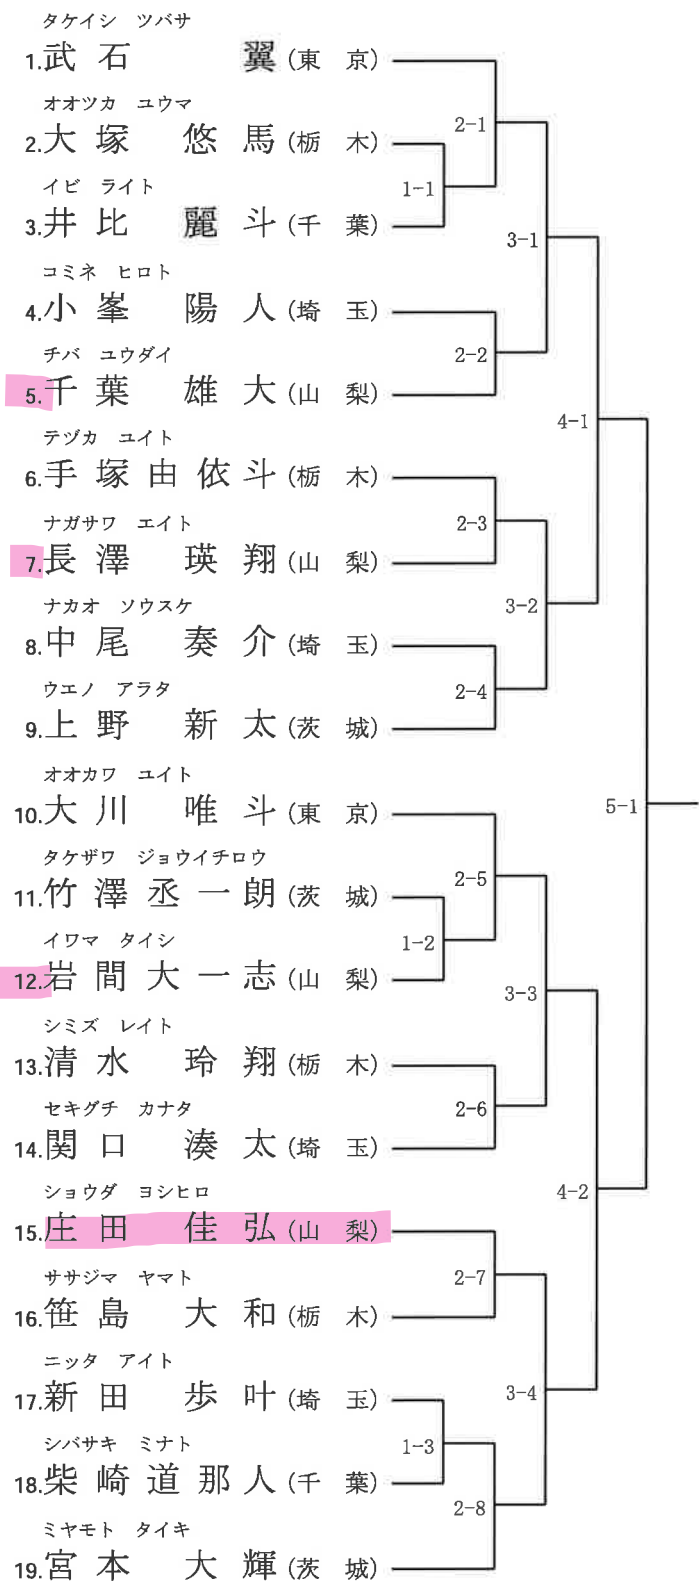 タケイシ ツバサ
1.武石 翼(東京)
オオツカ ユウマ
2.大塚 悠馬(栃木)
2-1
イビ ライト
1-1
3.井比 麗斗(千葉)
3-1
コミネ ヒロト
4.小峯 陽人(埼玉)
チバ ユウダイ
2-2
5.千葉 雄大(山梨)
4-1
テヅカ ユイト
6.手塚由依斗(栃木)
ナガサワ エイト
2-3
7.長澤 瑛翔(山梨)
ナカオ ソウスケ
3-2
8.中尾 奏介(埼玉)
ウエノ アラタ
2-4
9.上野 新太(茨城)
オオカワ ユイト
5-1
10.大川 唯斗(東京)
タケザワ ジョウイチロウ
2-5
11.竹澤丞一朗(茨城)
イワマ タイシ
1-2
12.岩間大一志(山梨)
3-3
シミズ レイト
13.清水 玲翔(栃木)
セキグチ カナタ
2-6
14.関口 湊太(埼玉)
ショウダ ヨシヒロ
4-2
15.庄田 佳弘(山梨)
ササジマ ヤマト
2-7
16.笹島 大和(栃木)
ニッタ アイト
3-4
17.新田 歩叶(埼玉)
シバサキ ミナト
1-3
18.柴崎道那人(千葉)
2-8
ミヤモト タイキ
19.宮本 大輝(茨城)